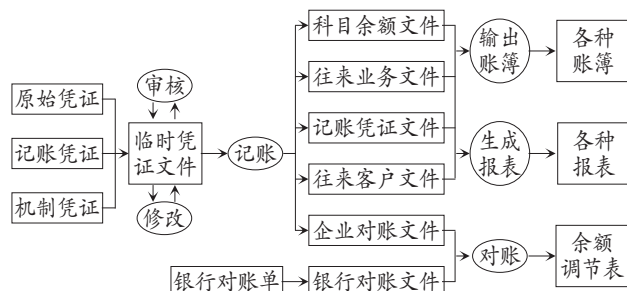 原始凭证
记账凭证
机制凭证
审核
临时凭
证文件
修改
记账
科目余额文件
往来业务文件
记账凭证文件
往来客户文件
企业对账文件
银行对账单
银行对账文件
输出
账簿
生成
报表
对账
各种
账簿
各种
报表
余额
调节表